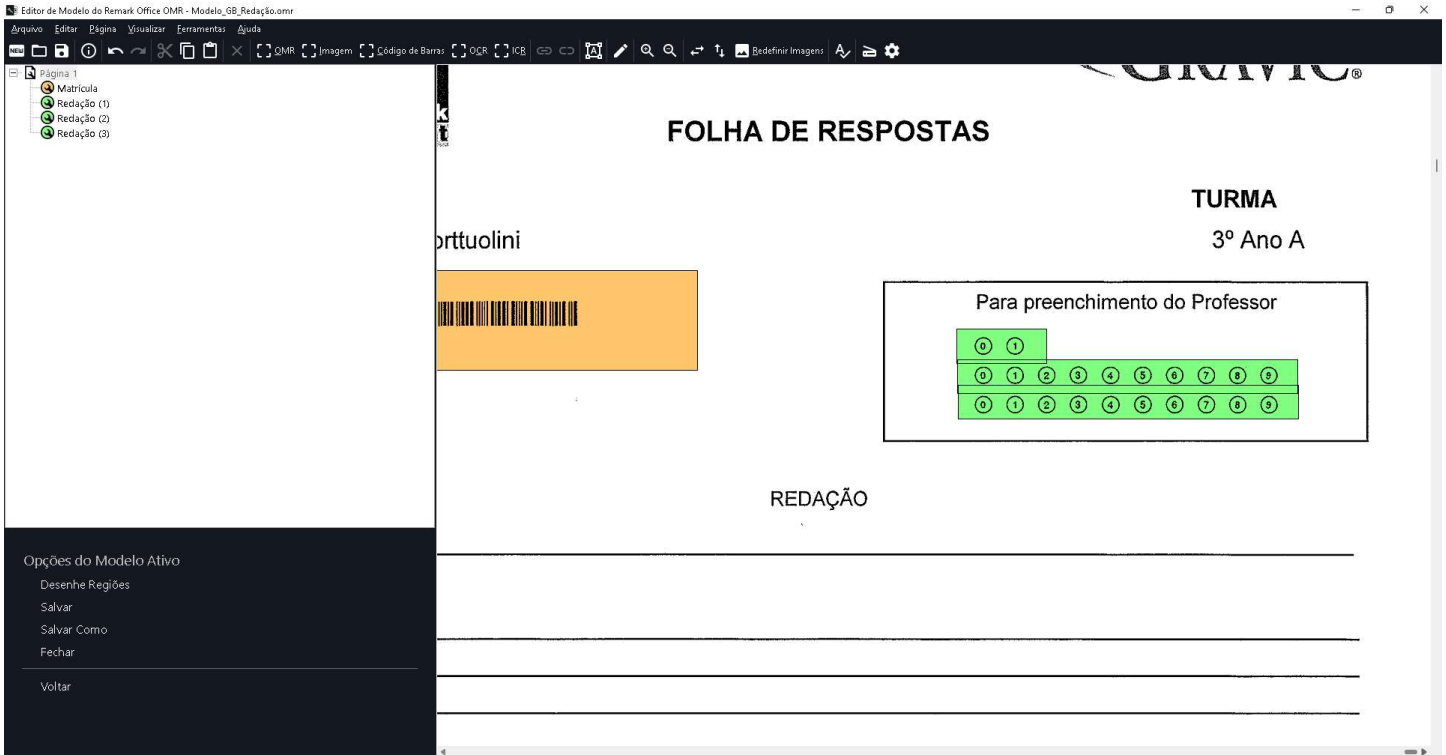 Editor de Modelo do Remark Office OMR - Modelo_GB_Redação.omr
Arquivo Editar Página Visualizar Ferramentas Ajuda
NEW OMR Imagem Código de Barras OCR ICR A Redefinir Imagens A
Página 1
Matrícula
Redação (1)
Redação (2)
Redação (3)
Opções do Modelo Ativo
Desenhe Regiões
Salvar
Salvar Como
Fechar
Voltar
k
t
GRAVIC®
FOLHA DE RESPOSTAS
TURMA
orttuolini
3º Ano A
Para preenchimento do Professor
0 1
0 1 2 3 4 5 6 7 8 9
0 1 2 3 4 5 6 7 8 9
REDAÇÃO